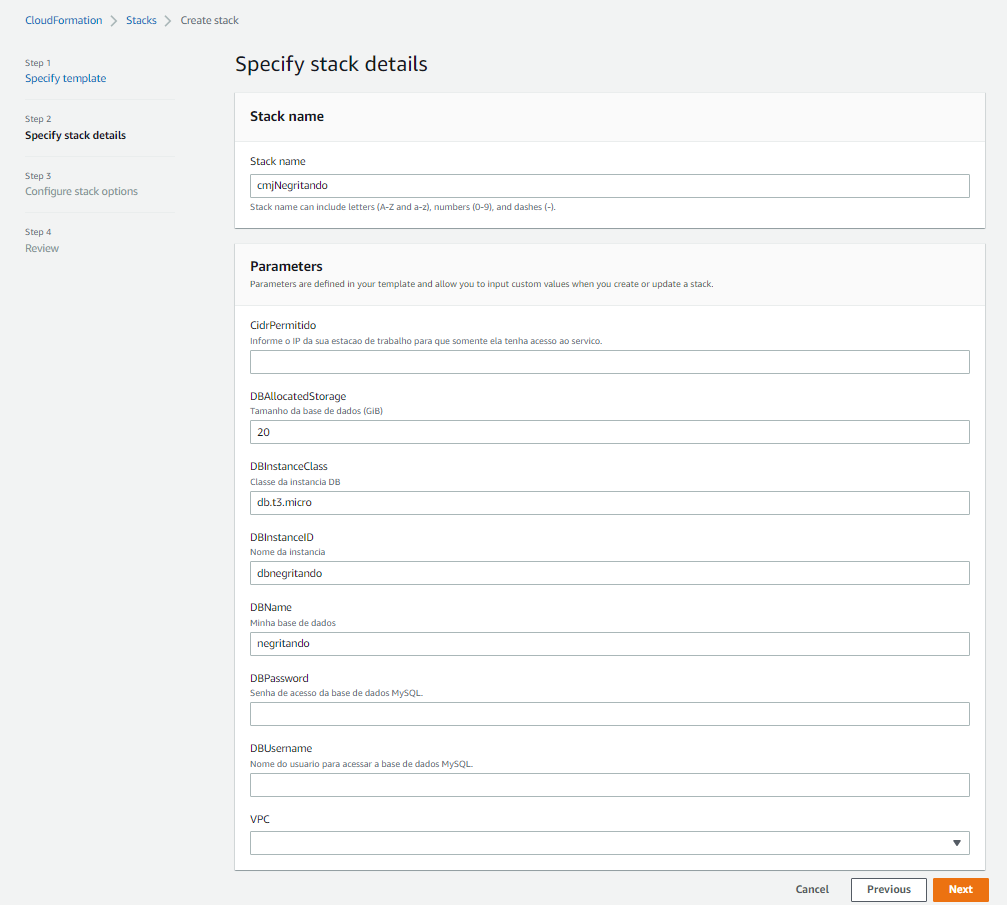 CloudFormation > Stacks > Create stack
Step 1
Specify template
Step 2
Specify stack details
Step 3
Configure stack options
Step 4
Review
Specify stack details
Stack name
Stack name
cmjNegritando
Stack name can include letters (A-Z and a-z), numbers (0-9), and dashes (-).
Parameters
Parameters are defined in your template and allow you to input custom values when you create or update a stack.
CidrPermitido
Informe o IP da sua estacao de trabalho para que somente ela tenha acesso ao servico.
DBAllocatedStorage
Tamanho da base de dados (GiB)
20
DBInstanceClass
Classe da instancia DB
db.t3.micro
DBInstanceID
Nome da instancia
dbnegritando
DBName
Minha base de dados
negritando
DBPassword
Senha de acesso da base de dados MySQL.
DBUsername
Nome do usuario para acessar a base de dados MySQL.
VPC
Cancel
Previous
Next